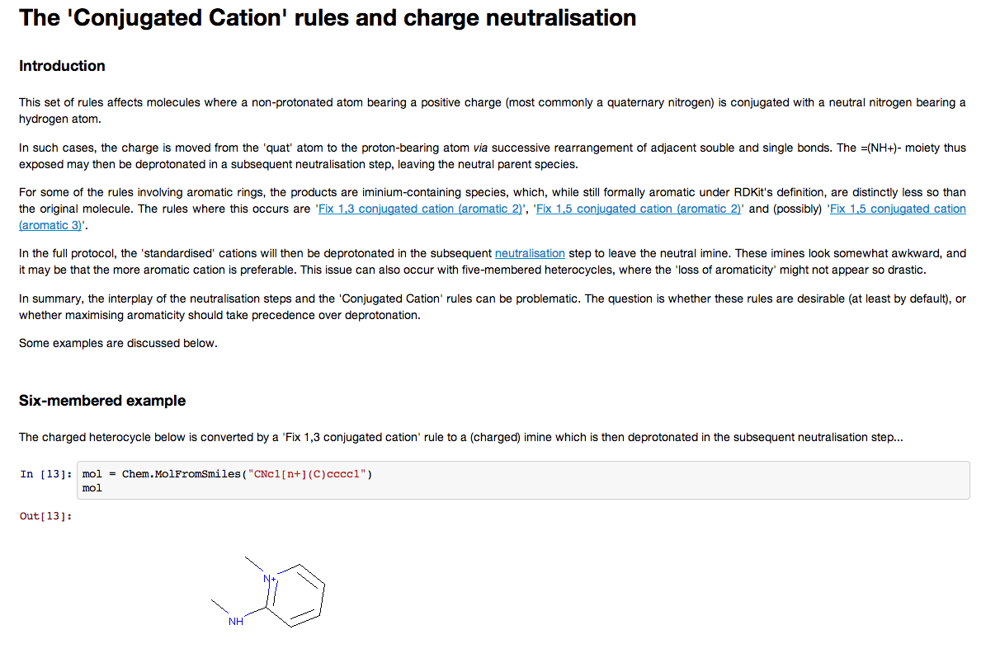 The 'Conjugated Cation' rules and charge neutralisation
Introduction
This set of rules affects molecules where a non-protonated atom bearing a positive charge (most commonly a quaternary nitrogen) is conjugated with a neutral nitrogen bearing a
hydrogen atom.
In such cases, the charge is moved from the 'quat' atom to the proton-bearing atom via successive rearrangement of adjacent souble and single bonds. The =(NH+)- moiety thus
exposed may then be deprotonated in a subsequent neutralisation step, leaving the neutral parent species.
For some of the rules involving aromatic rings, the products are iminium-containing species, which, while still formally aromatic under RDKit's definition, are distinctly less so than
the original molecule. The rules where this occurs are 'Fix 1,3 conjugated cation (aromatic 2)', 'Fix 1,5 conjugated cation (aromatic 2)' and (possibly) 'Fix 1,5 conjugated cation
(aromatic 3)'.
In the full protocol, the 'standardised' cations will then be deprotonated in the subsequent neutralisation step to leave the neutral imine. These imines look somewhat awkward, and
it may be that the more aromatic cation is preferable. This issue can also occur with five-membered heterocycles, where the 'loss of aromaticity' might not appear so drastic.
In summary, the interplay of the neutralisation steps and the 'Conjugated Cation' rules can be problematic. The question is whether these rules are desirable (at least by default), or
whether maximising aromaticity should take precedence over deprotonation.
Some examples are discussed below.
Six-membered example
The charged heterocycle below is converted by a 'Fix 1,3 conjugated cation' rule to a (charged) imine which is then deprotonated in the subsequent neutralisation step...
In [13]: mol = Chem.MolFromSmiles("CNc1[n+](C)cccc1")
mol
Out[13]:
N+
NH